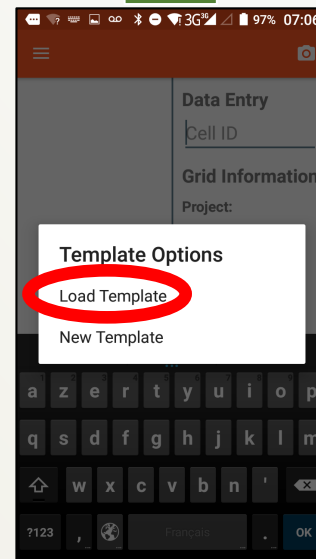 3G 97% 07:06
Data Entry
Cell ID
Grid Information
Project:
Template Options
Load Template
New Template
a z e r t y u i o p
q s d f g h j k l m
w x c v b n '
?123 , Français . OK